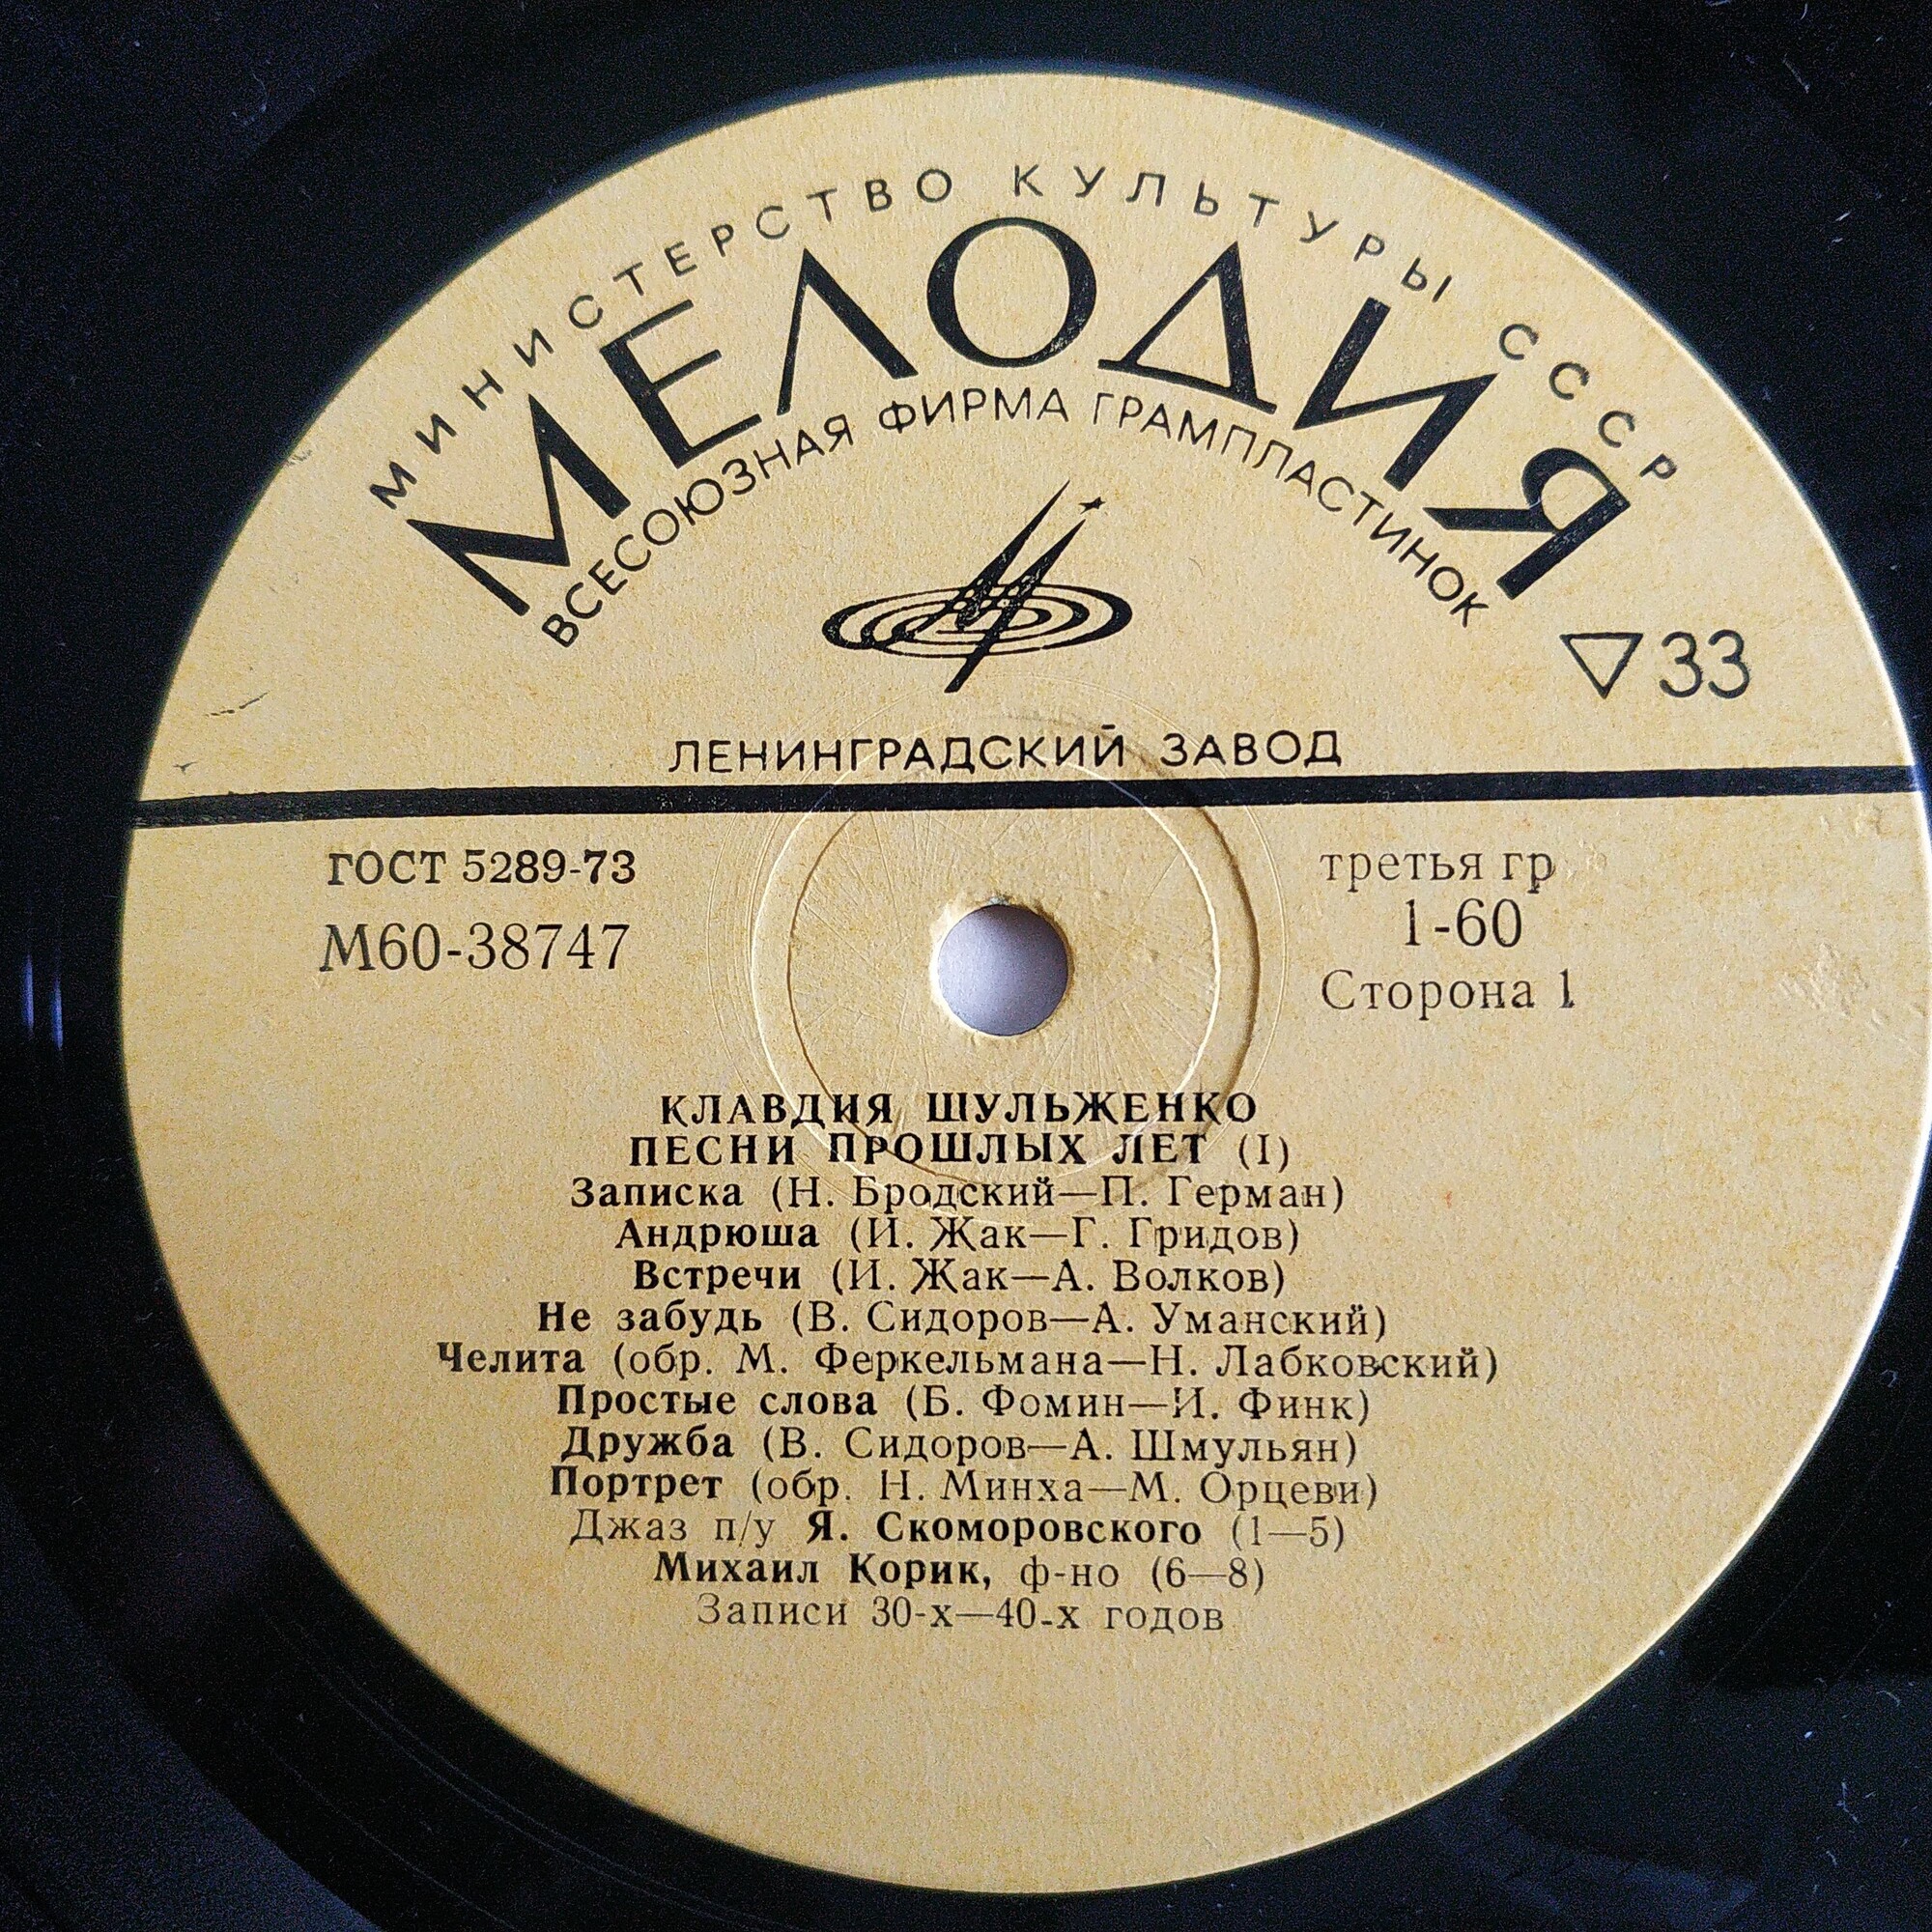 МИНИСТЕРСТВО КУЛЬТУРЫ СССР
МЕЛОДИЯ
ВСЕСОЮЗНАЯ ФИРМА ГРАМПЛАСТИНОК
33
ЛЕНИНГРАДСКИЙ ЗАВОД
ГОСТ 5289-73
М60-38747
третья гр
1-60
Сторона 1
КЛАВДИЯ ШУЛЬЖЕНКО
ПЕСНИ ПРОШЛЫХ ЛЕТ (I)
Записка (Н. Бродский—П. Герман)
Андрюша (И. Жак—Г. Гридов)
Встречи (И. Жак—А. Волков)
Не забудь (В. Сидоров—А. Уманский)
Челита (обр. М. Феркельмана—Н. Лабковский)
Простые слова (Б. Фомин—И. Финк)
Дружба (В. Сидоров—А. Шмульян)
Портрет (обр. Н. Минха—М. Орцеви)
Джаз п/у Я. Скоморовского (1—5)
Михаил Корик, ф-но (6—8)
Записи 30-х—40-х годов